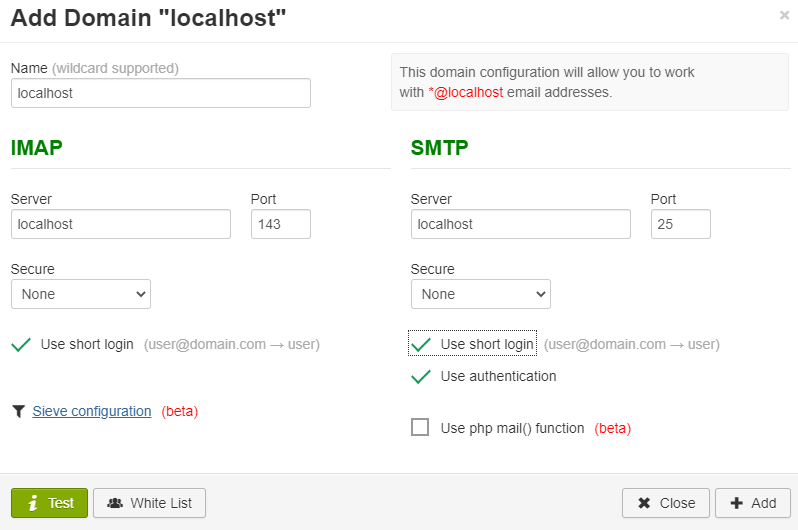 Add Domain "localhost"
×
Name (wildcard supported)
localhost
This domain configuration will allow you to work
with *@localhost email addresses.
IMAP
SMTP
Server
Port
localhost
143
Server
Port
localhost
25
Secure
None
Secure
None
Use short login (user@domain.com → user)
Use short login (user@domain.com → user)
Use authentication
Sieve configuration (beta)
Use php mail() function (beta)
Test
White List
Close
Add